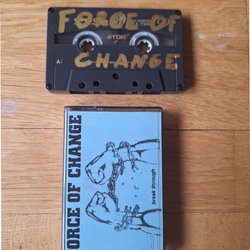 FORCE OF
CHANGE
TDK
A
FORCE OF CHANGE
break through